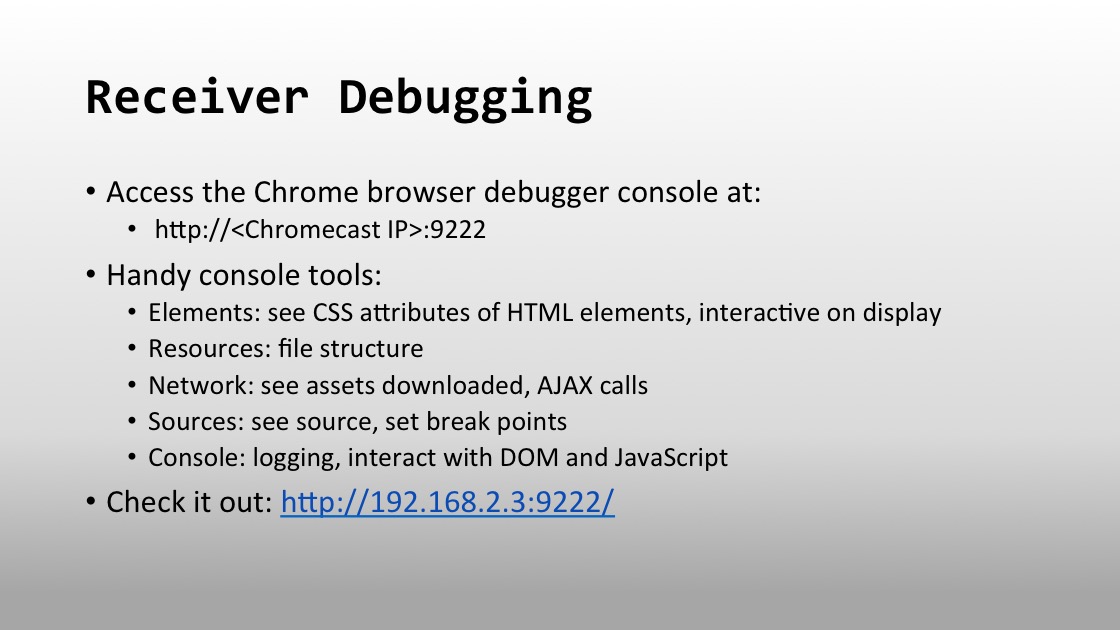 Receiver Debugging
• Access the Chrome browser debugger console at:
• http://<Chromecast IP>:9222
• Handy console tools:
• Elements: see CSS attributes of HTML elements, interactive on display
• Resources: file structure
• Network: see assets downloaded, AJAX calls
• Sources: see source, set break points
• Console: logging, interact with DOM and JavaScript
• Check it out: http://192.168.2.3:9222/